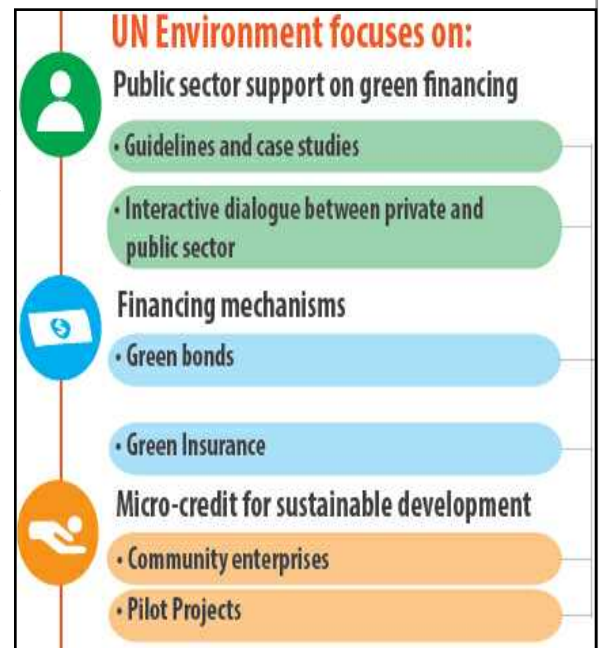 UN Environment focuses on:
Public sector support on green financing
• Guidelines and case studies
• Interactive dialogue between private and
public sector
Financing mechanisms
$
• Green bonds
• Green Insurance
Micro-credit for sustainable development
• Community enterprises
• Pilot Projects